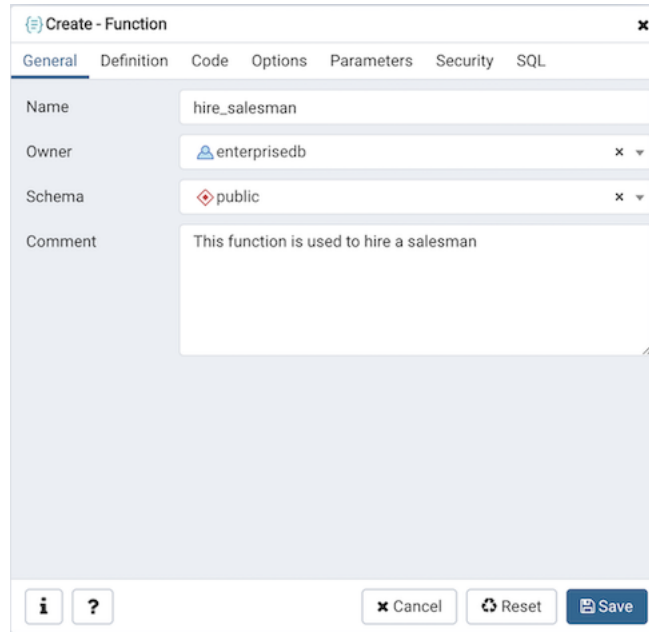 Create - Function
General Definition Code Options Parameters Security SQL
Name hire_salesman
Owner enterprisedb
Schema public
Comment This function is used to hire a salesman
i ? Cancel Reset Save